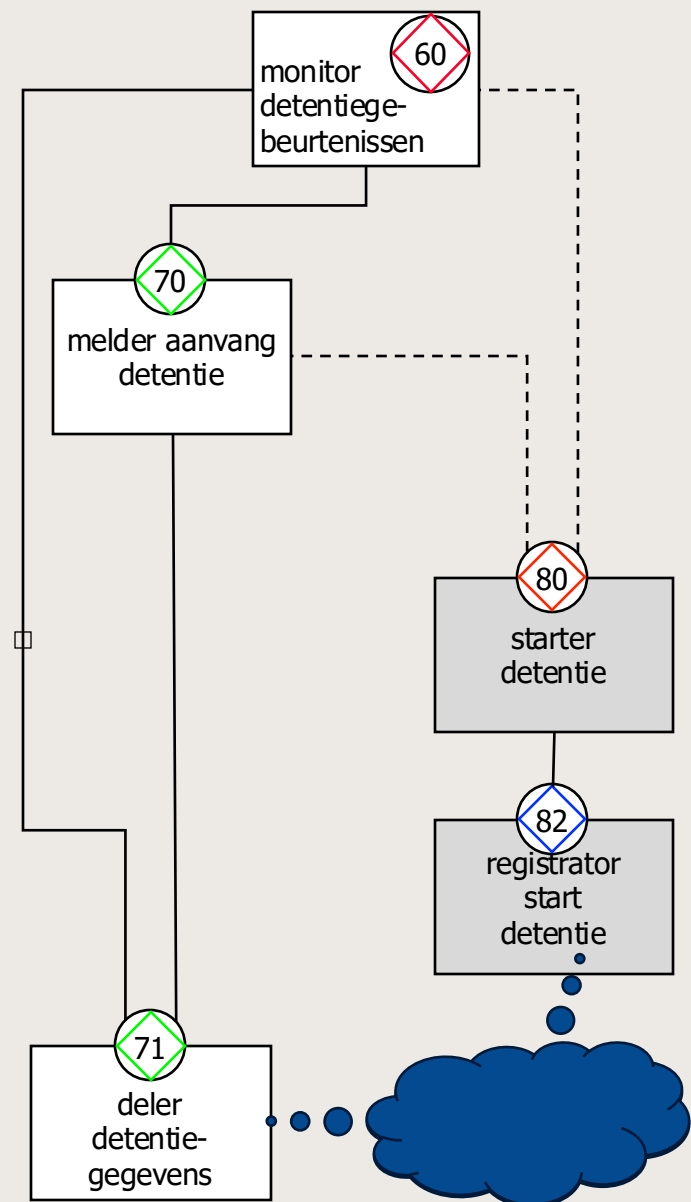 60
monitor
detentiege-
beurtenissen
70
melder aanvang
detentie
80
starter
detentie
82
registrator
start
detentie
71
deler
detentie-
gegevens